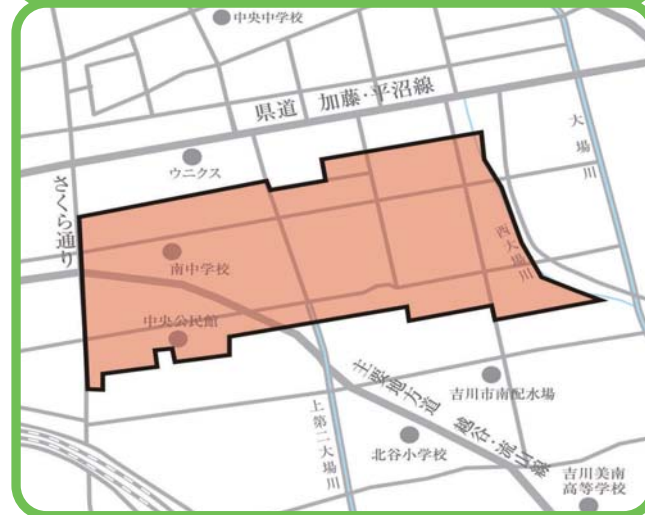 中央中学校
県道 加藤・平沼線
大場川
ウニクス
さくら通り
南中学校
西大場川
中央公民館
主要地方道 越谷・流山線
吉川市南配水場
上第二大場川
北谷小学校
吉川美南
高等学校